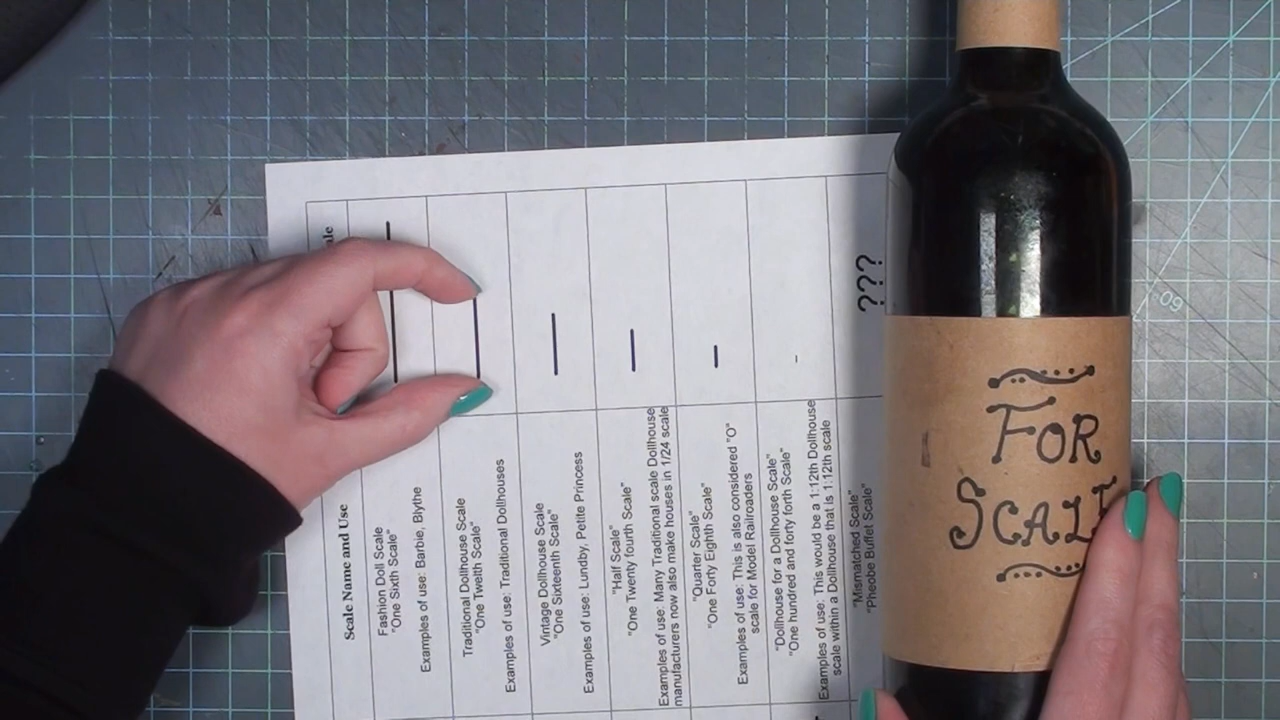 ale
Scale Name and Use
Fashion Doll Scale
"One Sixth Scale"
Examples of use: Barbie, Blythe
Traditional Dollhouse Scale
"One Twelth Scale"
Examples of use: Traditional Dollhouses
Vintage Dollhouse Scale
"One Sixteenth Scale"
Examples of use: Lundby, Petite Princess
"Half Scale"
"One Twenty fourth Scale"
Examples of use: Many Traditional scale Dollhouse
manufacturers now also make houses in 1/24 scale
"Quarter Scale"
"One Forty Eighth Scale"
Examples of use: This is also considered "O"
scale for Model Railroaders
"Dollhouse for a Dollhouse Scale"
"One hundred and forty forth Scale"
Examples of use: This would be a 1:12th Dollhouse
scale within a Dollhouse that is 1:12th scale
???
"Mismatched Scale"
"Pheobe Buffet Scale"
FOR
SCALE
60